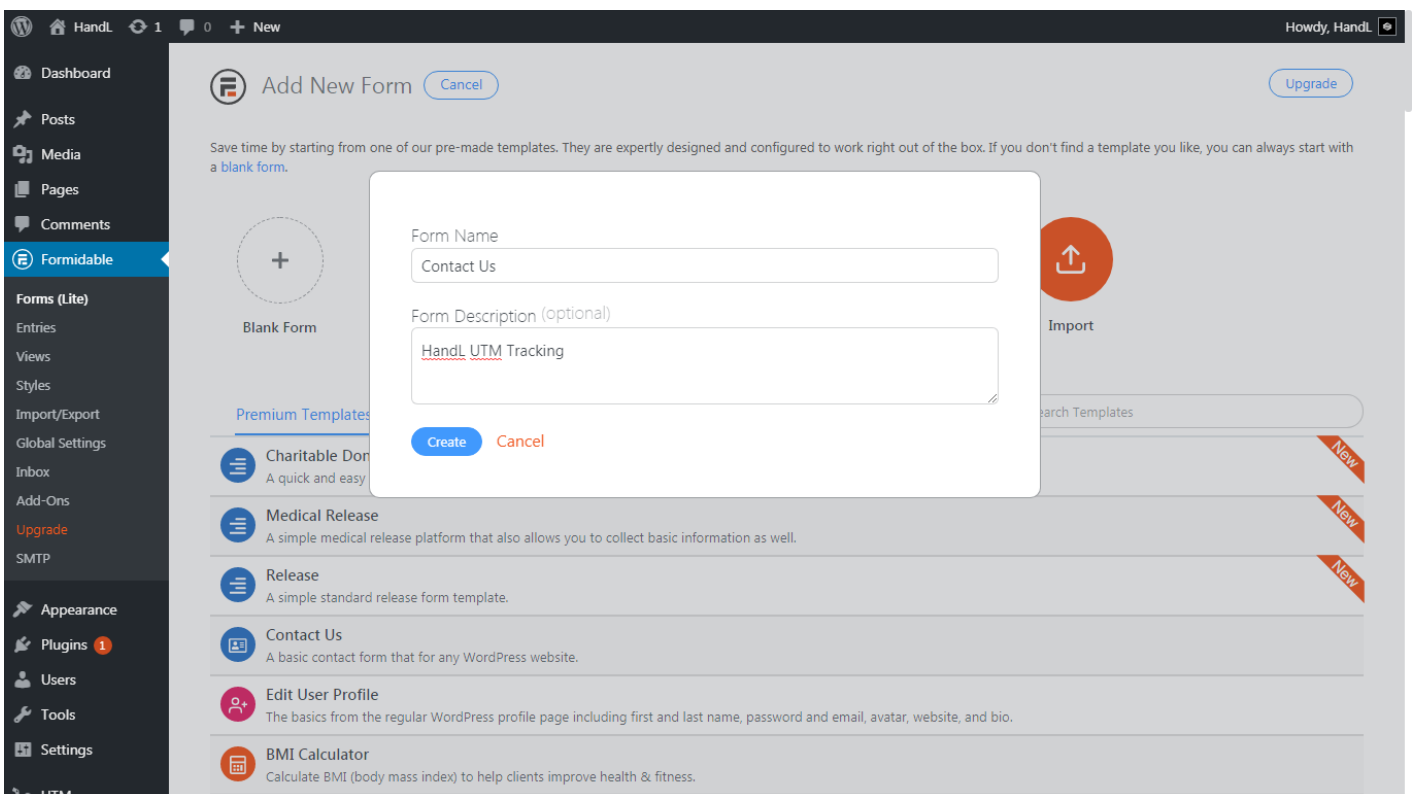 HandL 1 0 New Howdy, HandL
Dashboard
Posts
Media
Pages
Comments
Formidable
Forms (Lite)
Entries
Views
Styles
Import/Export
Global Settings
Inbox
Add-Ons
Upgrade
SMTP
Appearance
Plugins 1
Users
Tools
Settings
UTM
Add New Form Cancel Upgrade
Save time by starting from one of our pre-made templates. They are expertly designed and configured to work right out of the box. If you don't find a template you like, you can always start with
a blank form.
Blank Form
Import
Form Name
Contact Us
Form Description (optional)
HandL UTM Tracking
Create Cancel
Premium Templates
earch Templates
Charitable Don
A quick and easy
New
Medical Release
A simple medical release platform that also allows you to collect basic information as well.
New
Release
A simple standard release form template.
New
Contact Us
A basic contact form that for any WordPress website.
Edit User Profile
The basics from the regular WordPress profile page including first and last name, password and email, avatar, website, and bio.
BMI Calculator
Calculate BMI (body mass index) to help clients improve health & fitness.